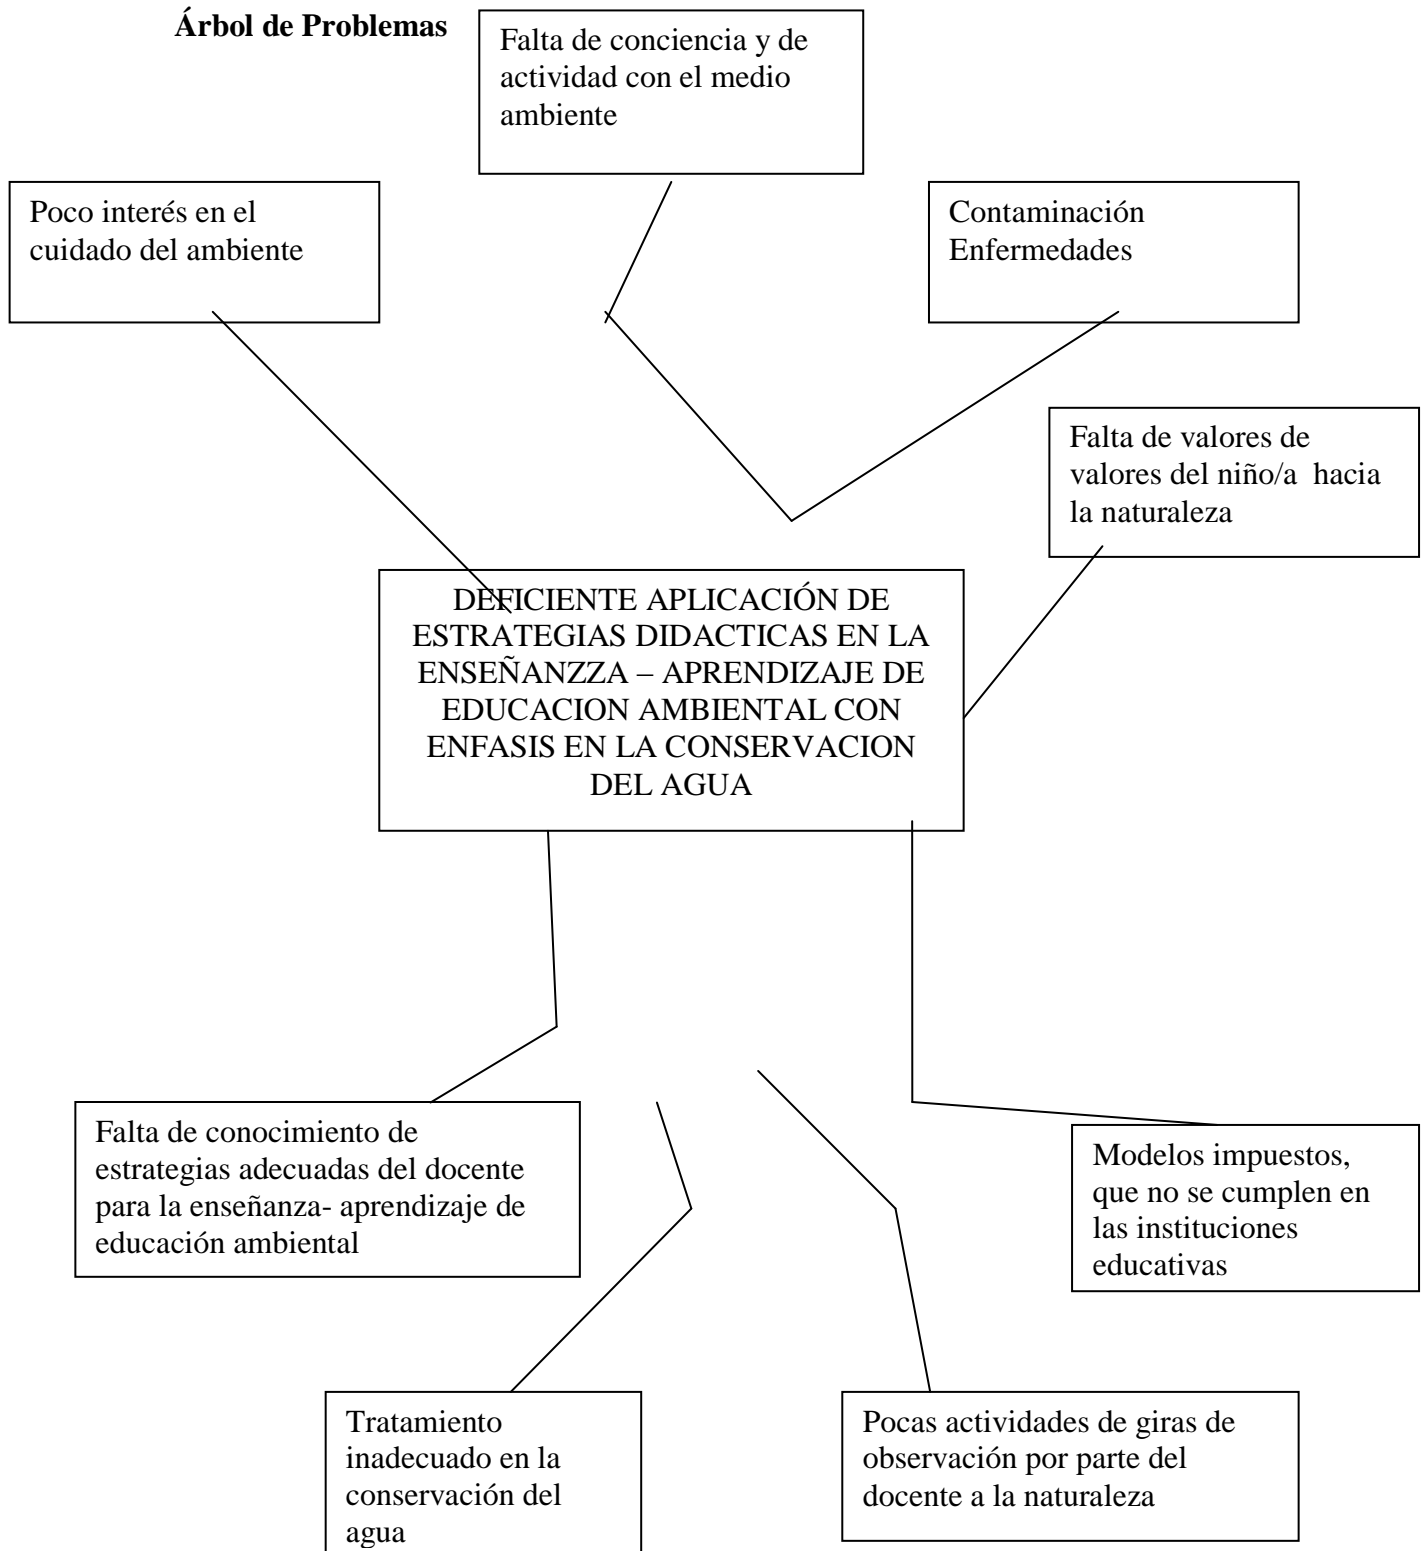 Árbol de Problemas
Falta de conciencia y de
actividad con el medio
ambiente
Poco interés en el
cuidado del ambiente
Contaminación
Enfermedades
Falta de valores de
valores del niño/a  hacia
la naturaleza
DEFICIENTE APLICACIÓN DE
ESTRATEGIAS DIDACTICAS EN LA
ENSEÑANZZA – APRENDIZAJE DE
EDUCACION AMBIENTAL CON
ENFASIS EN LA CONSERVACION
DEL AGUA
Falta de conocimiento de
estrategias adecuadas del docente
para la enseñanza- aprendizaje de
educación ambiental
Modelos impuestos,
que no se cumplen en
las instituciones
educativas
Tratamiento
inadecuado en la
conservación del
agua
Pocas actividades de giras de
observación por parte del
docente a la naturaleza